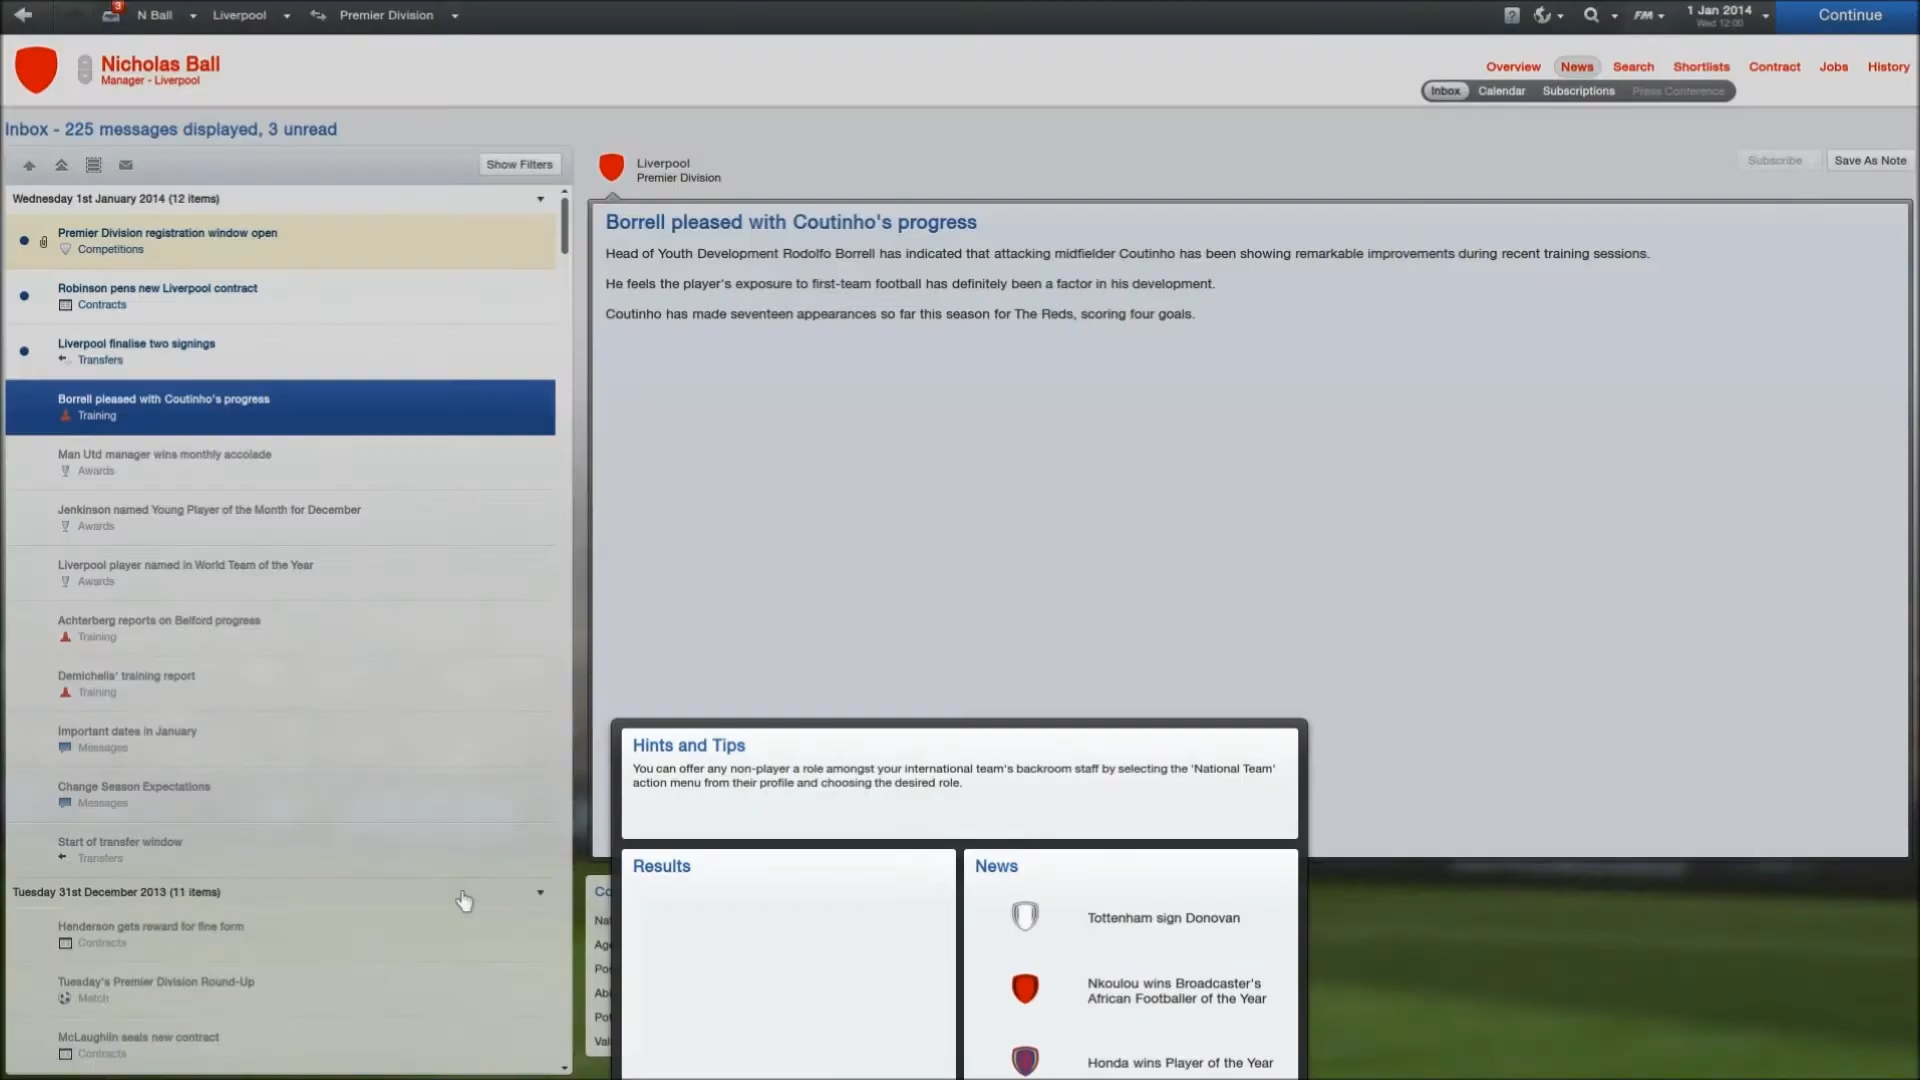 3
N Ball
Liverpool
Premier Division
FM
1 Jan 2014
Wed 12:00
Continue
Nicholas Ball
Manager - Liverpool
Overview
News
Search
Shortlists
Contract
Jobs
History
Inbox
Calendar
Subscriptions
Press Conference
Inbox - 225 messages displayed, 3 unread
Show Filters
Wednesday 1st January 2014 (12 items)
Premier Division registration window open
Competitions
Robinson pens new Liverpool contract
Contracts
Liverpool finalise two signings
Transfers
Borrell pleased with Coutinho's progress
Training
Man Utd manager wins monthly accolade
Awards
Jenkinson named Young Player of the Month for December
Awards
Liverpool player named in World Team of the Year
Awards
Achterberg reports on Belford progress
Training
Demichelis' training report
Training
Important dates in January
Messages
Change Season Expectations
Messages
Start of transfer window
Transfers
Tuesday 31st December 2013 (11 items)
Henderson gets reward for fine form
Contracts
Tuesday's Premier Division Round-Up
Match
McLaughlin seals new contract
Contracts
Liverpool
Premier Division
Subscribe
Save As Note
Borrell pleased with Coutinho's progress
Head of Youth Development Rodolfo Borrell has indicated that attacking midfielder Coutinho has been showing remarkable improvements during recent training sessions.
He feels the player's exposure to first-team football has definitely been a factor in his development.
Coutinho has made seventeen appearances so far this season for The Reds, scoring four goals.
Co
Nat
Age
Pos
Abi
Pot
Val
Hints and Tips
You can offer any non-player a role amongst your international team's backroom staff by selecting the 'National Team'
action menu from their profile and choosing the desired role.
Results
News
Tottenham sign Donovan
Nkoulou wins Broadcaster's
African Footballer of the Year
Honda wins Player of the Year